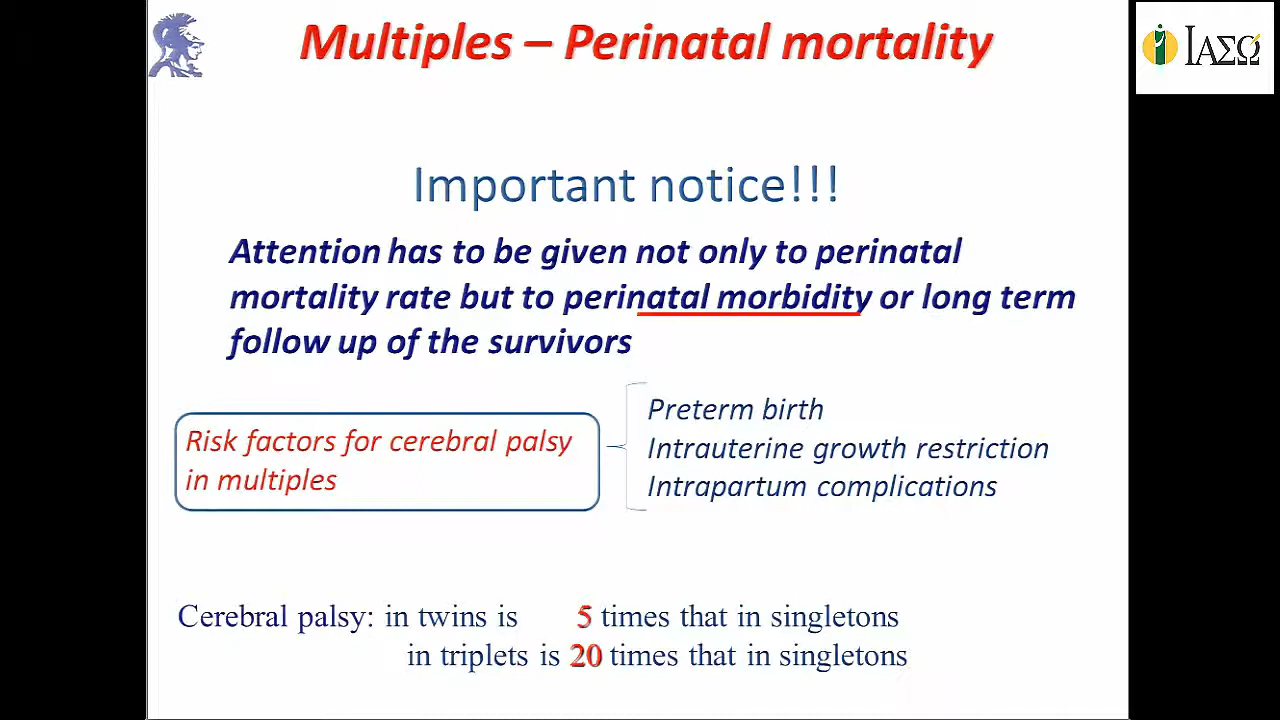 Multiples – Perinatal mortality
ΙΑΣΩ
Important notice!!!
Attention has to be given not only to perinatal
mortality rate but to perinatal morbidity or long term
follow up of the survivors
Risk factors for cerebral palsy
in multiples
Preterm birth
Intrauterine growth restriction
Intrapartum complications
Cerebral palsy: in twins is 5 times that in singletons
in triplets is 20 times that in singletons